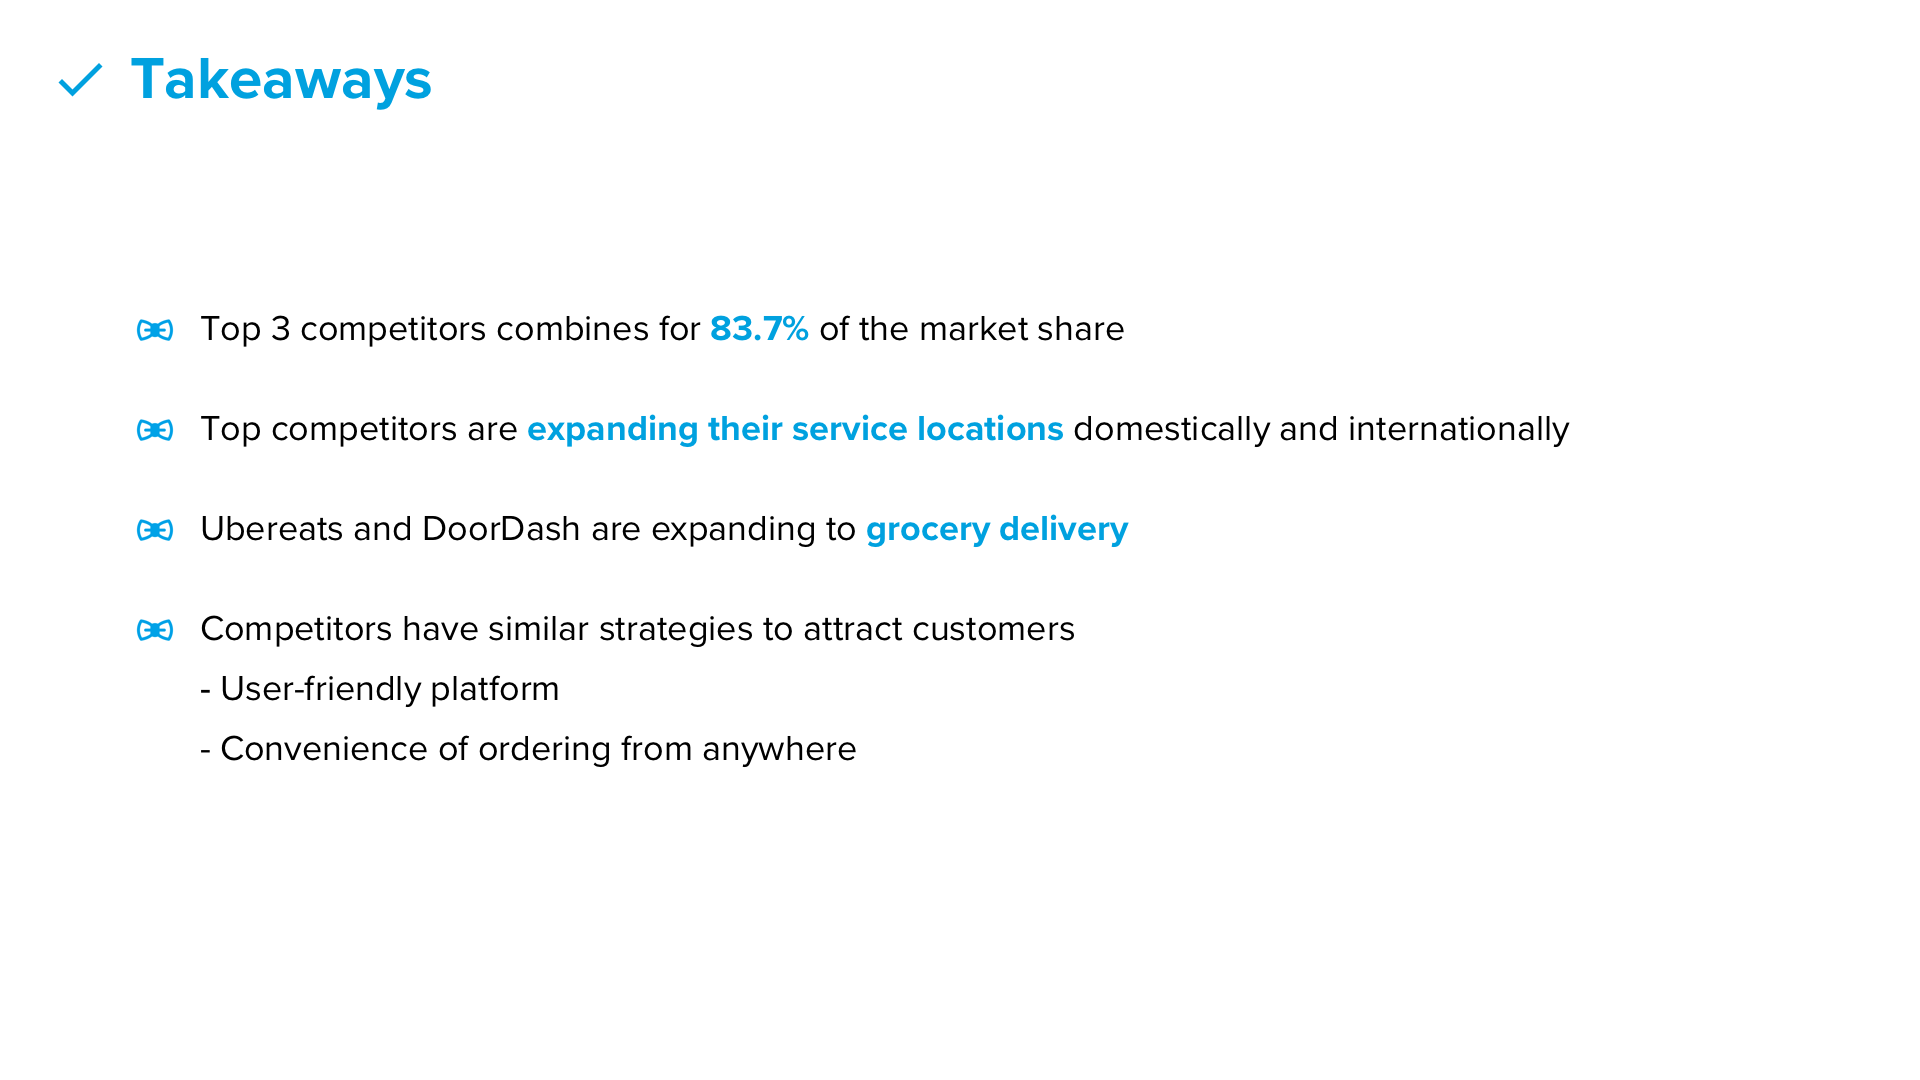 Takeaways
Top 3 competitors combines for 83.7% of the market share
Top competitors are expanding their service locations domestically and internationally
Ubereats and DoorDash are expanding to grocery delivery
Competitors have similar strategies to attract customers
- User-friendly platform
- Convenience of ordering from anywhere